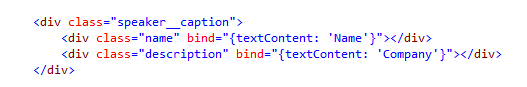 <div class="speaker__caption">
<div class="name" bind="{textContent: 'Name'}"></div>
<div class="description" bind="{textContent: 'Company'}"></div>
</div>